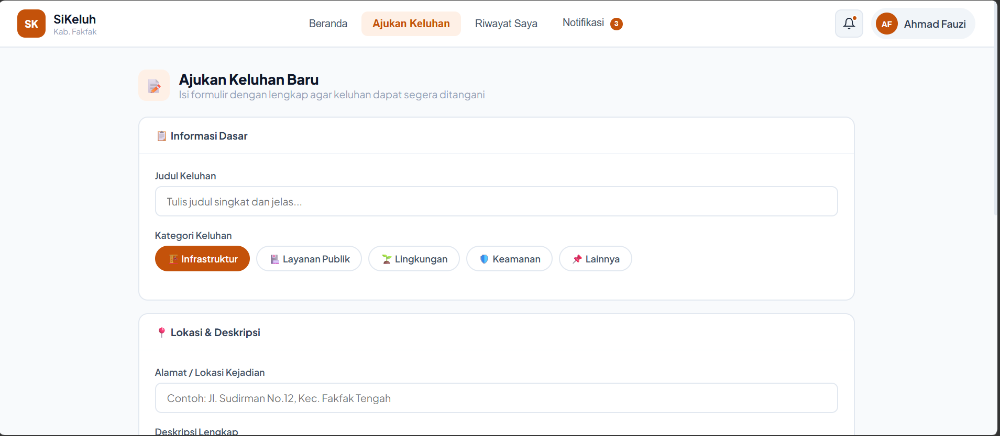 SK
SiKeluh
Kab. Fakfak
Beranda
Ajukan Keluhan
Riwayat Saya
Notifikasi 3
AF
Ahmad Fauzi
Ajukan Keluhan Baru
Isi formulir dengan lengkap agar keluhan dapat segera ditangani
Informasi Dasar
Judul Keluhan
Tulis judul singkat dan jelas...
Kategori Keluhan
Infrastruktur
Layanan Publik
Lingkungan
Keamanan
Lainnya
Lokasi & Deskripsi
Alamat / Lokasi Kejadian
Contoh: Jl. Sudirman No.12, Kec. Fakfak Tengah
Deskripsi Lengkap